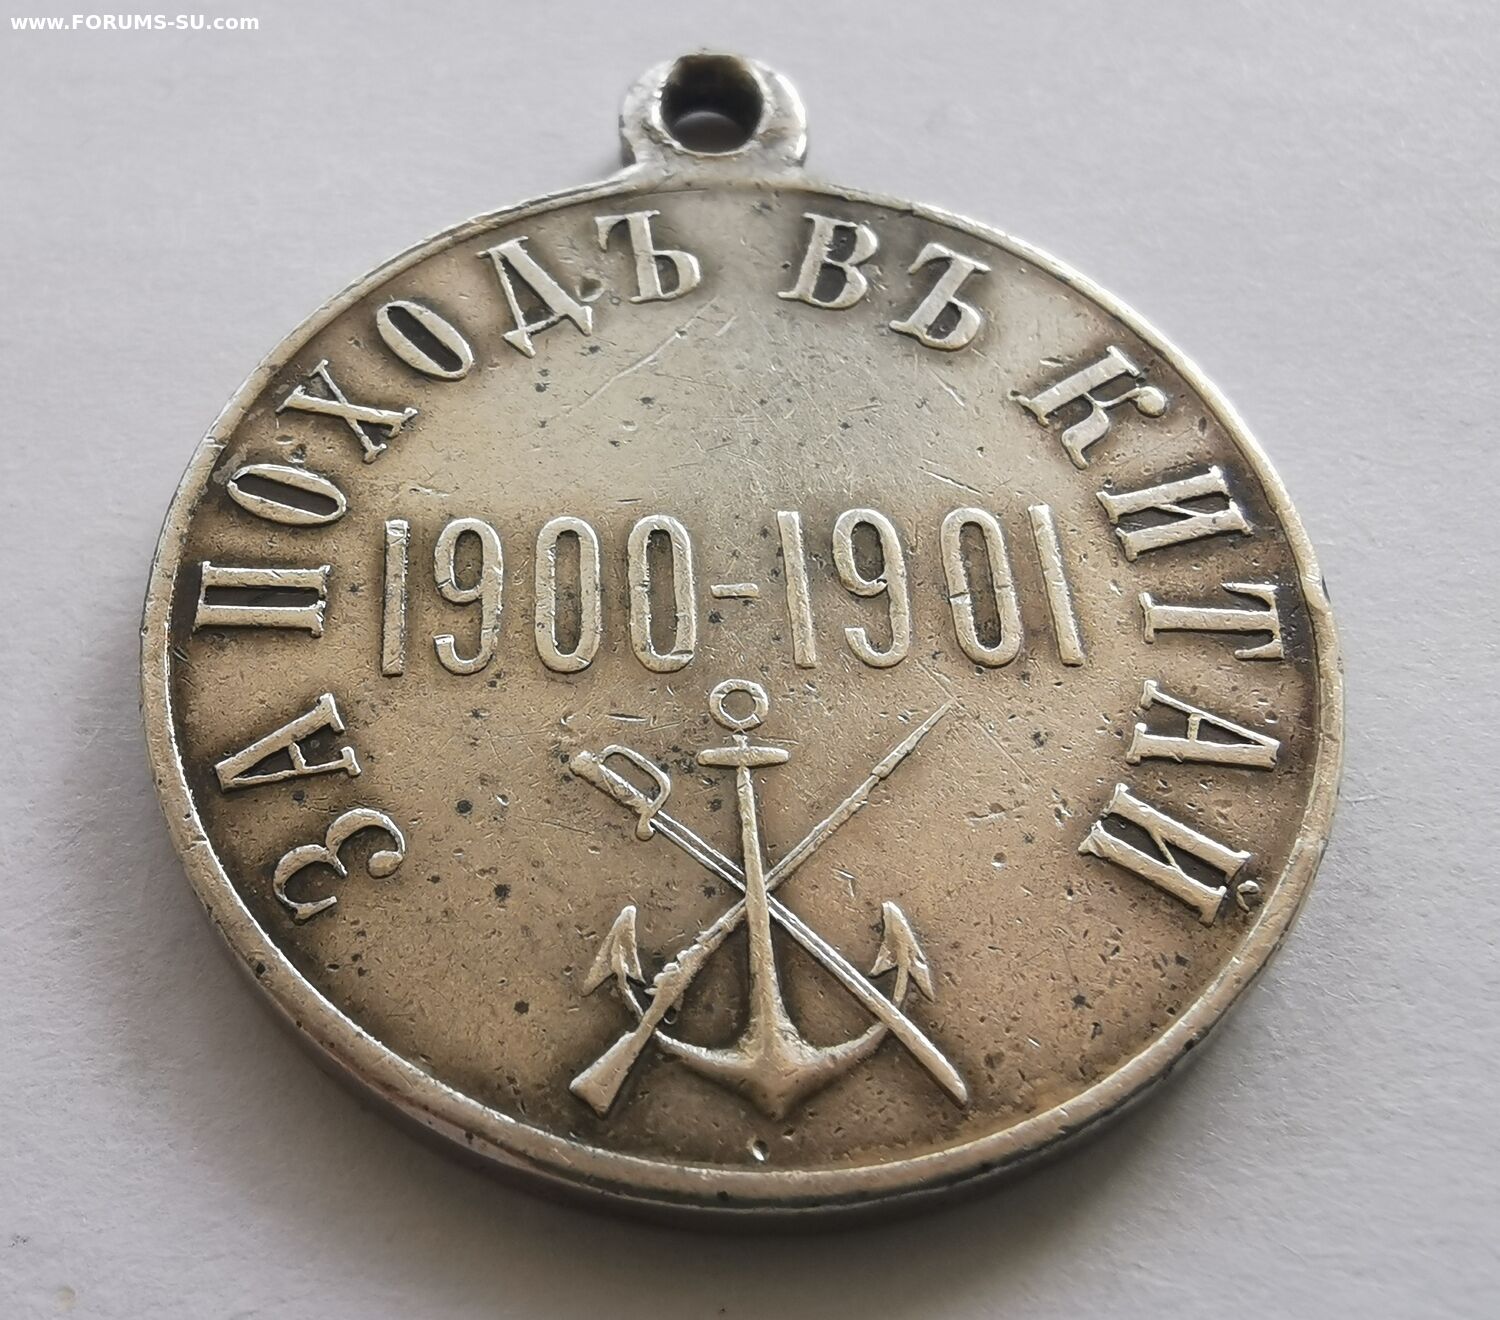 www.FORUMS-SU.com
ЗА ПОХОДЪ ВЪ КИТАЙ
1900-1901